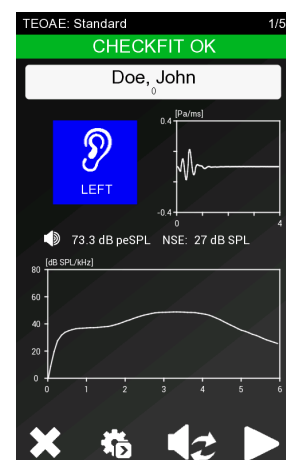 TEOAE: Standard 1/5
CHECKFIT OK
Doe, John
0
[Pa/ms]
0.4
-0.4
0 4
LEFT
73.3 dB peSPL NSE: 27 dB SPL
[dB SPL/kHz]
80
60
40
20
0
0 1 2 3 4 5 6